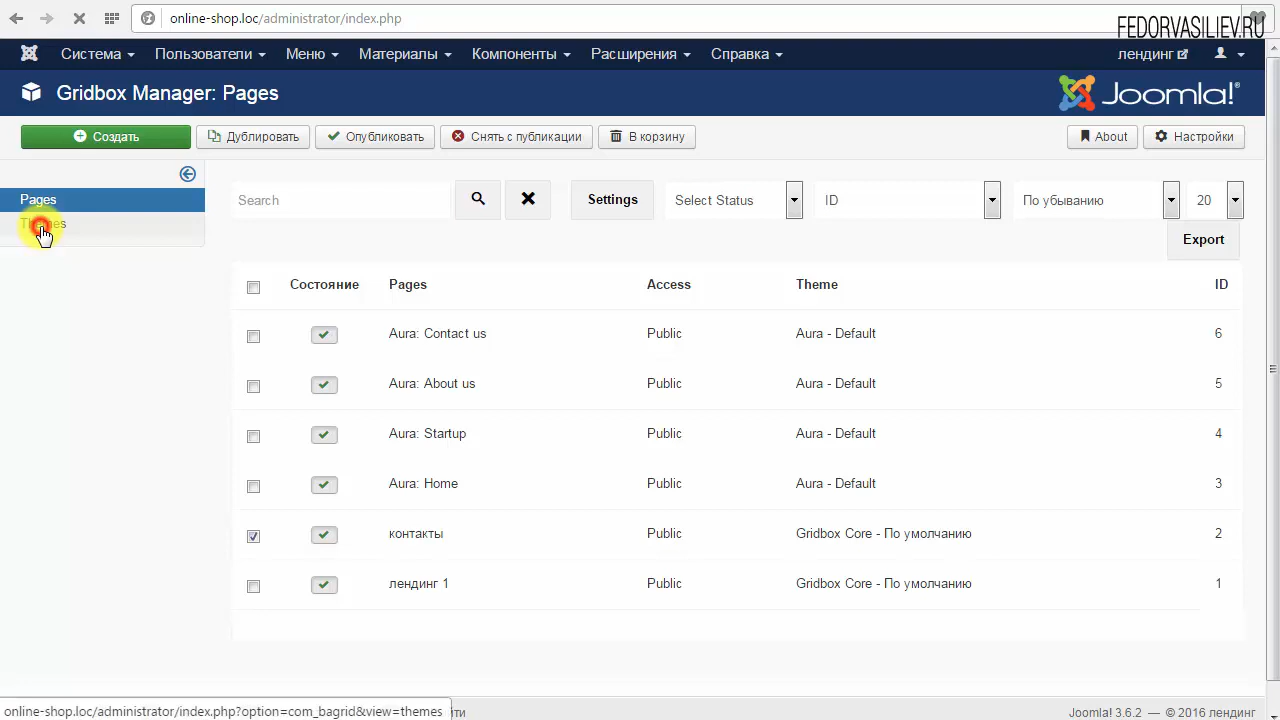 online-shop.loc/administrator/index.php
FEDORVASILIEV.RU
Система Пользователи Меню Материалы Компоненты Расширения Справка лендинг
Gridbox Manager: Pages
Joomla!®
Создать Дублировать Опубликовать Снять с публикации В корзину About Настройки
Pages
Themes
Search Settings Select Status ID По убыванию 20
Export
Состояние Pages Access Theme ID
Aura: Contact us Public Aura - Default 6
Aura: About us Public Aura - Default 5
Aura: Startup Public Aura - Default 4
Aura: Home Public Aura - Default 3
контакты Public Gridbox Core - По умолчанию 2
лендинг 1 Public Gridbox Core - По умолчанию 1
online-shop.loc/administrator/index.php?option=com_bagrid&view=themes
Joomla! 3.6.2 — © 2016 лендинг